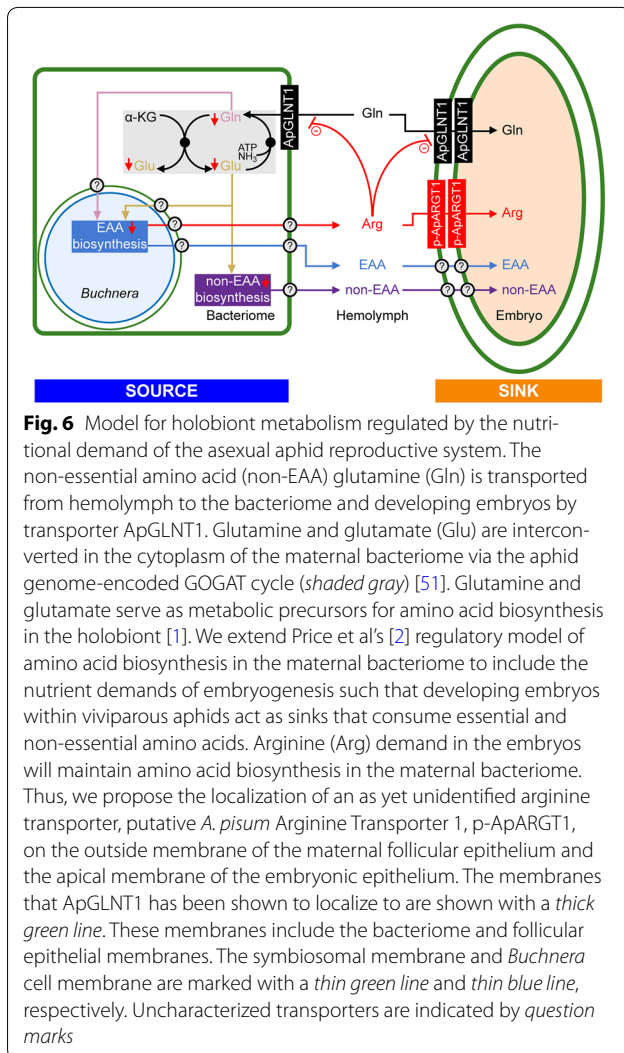 ApGLNT1
α-KG
Gln
Gln
ApGLNT1
ApGLNT1
Gln
ATP
NH3
⊖
⊖
Glu
Glu
?
?
p-ApARGT1
p-ApARGT1
EAA
biosynthesis
?
Arg
Arg
?
?
EAA
?
?
EAA
Buchnera
non-EAA
biosynthesis
?
non-EAA
?
?
non-EAA
Bacteriome
Hemolymph
Embryo
SOURCE
SINK
Fig. 6 Model for holobiont metabolism regulated by the nutri-
tional demand of the asexual aphid reproductive system. The
non-essential amino acid (non-EAA) glutamine (Gln) is transported
from hemolymph to the bacteriome and developing embryos by
transporter ApGLNT1. Glutamine and glutamate (Glu) are intercon-
verted in the cytoplasm of the maternal bacteriome via the aphid
genome-encoded GOGAT cycle (shaded gray) [51]. Glutamine and
glutamate serve as metabolic precursors for amino acid biosynthesis
in the holobiont [1]. We extend Price et al's [2] regulatory model of
amino acid biosynthesis in the maternal bacteriome to include the
nutrient demands of embryogenesis such that developing embryos
within viviparous aphids act as sinks that consume essential and
non-essential amino acids. Arginine (Arg) demand in the embryos
will maintain amino acid biosynthesis in the maternal bacteriome.
Thus, we propose the localization of an as yet unidentified arginine
transporter, putative A. pisum Arginine Transporter 1, p-ApARGT1,
on the outside membrane of the maternal follicular epithelium and
the apical membrane of the embryonic epithelium. The membranes
that ApGLNT1 has been shown to localize to are shown with a thick
green line. These membranes include the bacteriome and follicular
epithelial membranes. The symbiosomal membrane and Buchnera
cell membrane are marked with a thin green line and thin blue line,
respectively. Uncharacterized transporters are indicated by question
marks